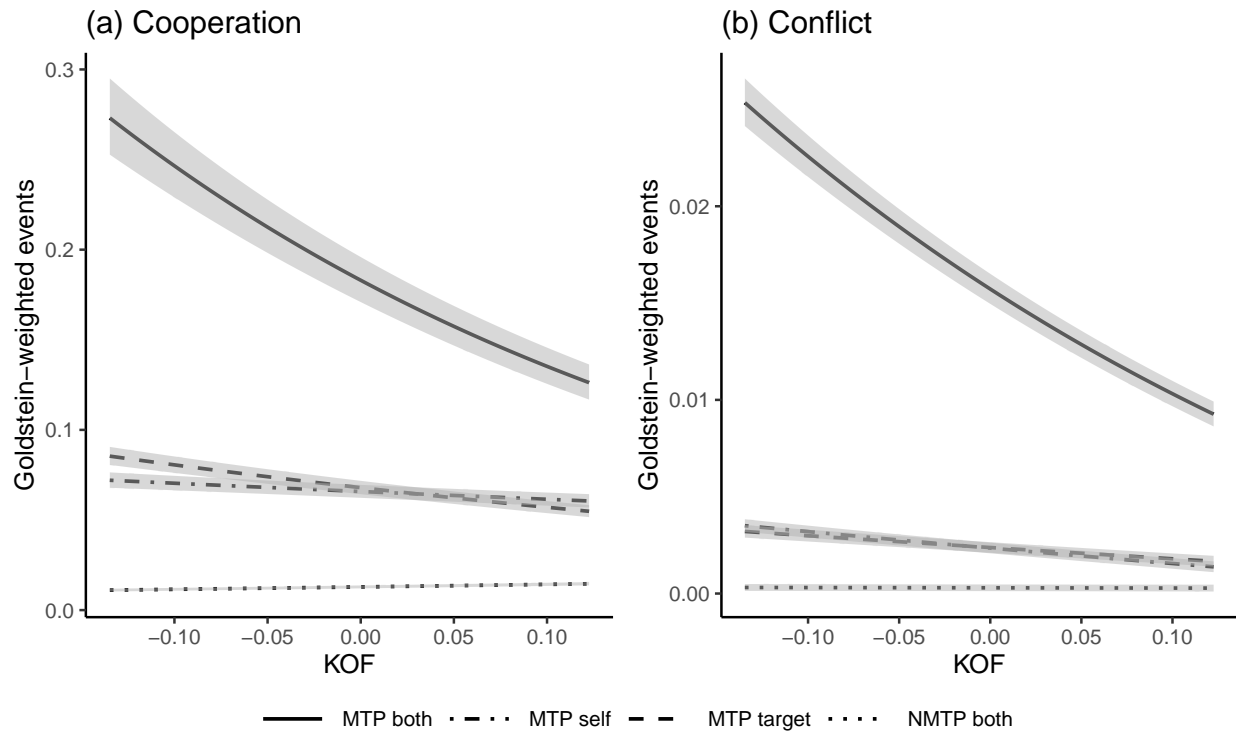 (a) Cooperation
Goldstein−weighted events
0.3
0.2
0.1
0.0
−0.10 −0.05 0.00 0.05 0.10
KOF
(b) Conflict
Goldstein−weighted events
0.02
0.01
0.00
−0.10 −0.05 0.00 0.05 0.10
KOF
MTP both MTP self MTP target NMTP both